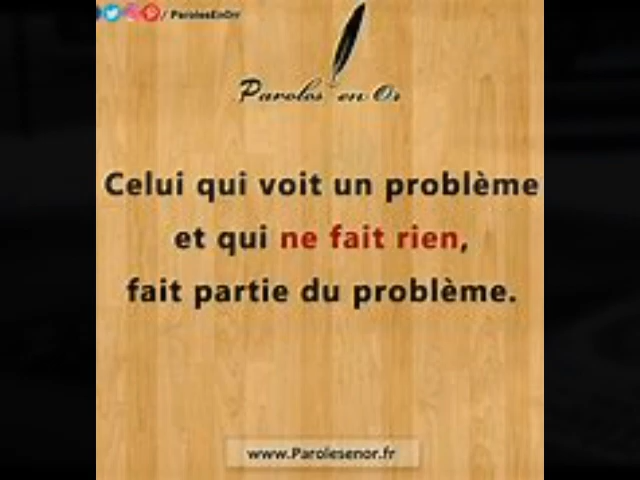 / ParolesEnOr
Paroles en Or
Celui qui voit un problème
et qui ne fait rien,
fait partie du problème.
www.Parolesenor.fr